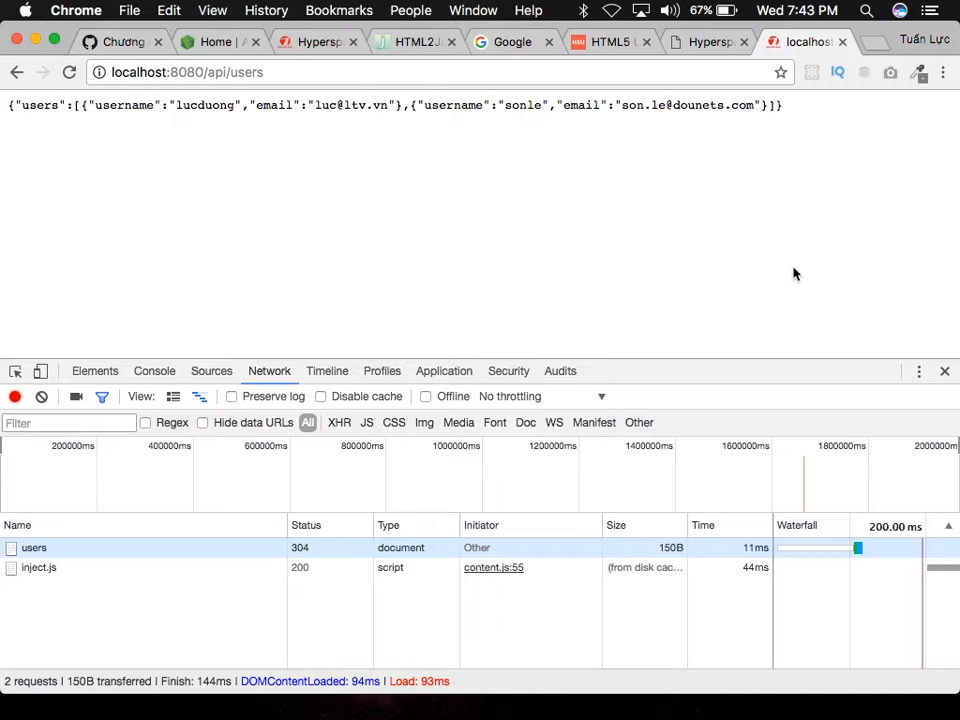 Chrome File Edit View History Bookmarks People Window Help 67% Wed 7:43 PM
Chương Home | A Hypersp HTML2J Google HTML5 U Hypersp localhost Tuấn Lực
localhost:8080/api/users IQ
{"users":[{"username":"lucduong","email":"luc@ltv.vn"},{"username":"sonle","email":"son.le@dounets.com"}]}
Elements Console Sources Network Timeline Profiles Application Security Audits
View: Preserve log Disable cache Offline No throttling
Filter Regex Hide data URLs All XHR JS CSS Img Media Font Doc WS Manifest Other
200000ms 400000ms 600000ms 800000ms 1000000ms 1200000ms 1400000ms 1600000ms 1800000ms 2000000m
Name Status Type Initiator Size Time Waterfall 200.00 ms
users 304 document Other 150B 11ms
inject.js 200 script content.js:55 (from disk cac... 44ms
2 requests | 150B transferred | Finish: 144ms | DOMContentLoaded: 94ms | Load: 93ms